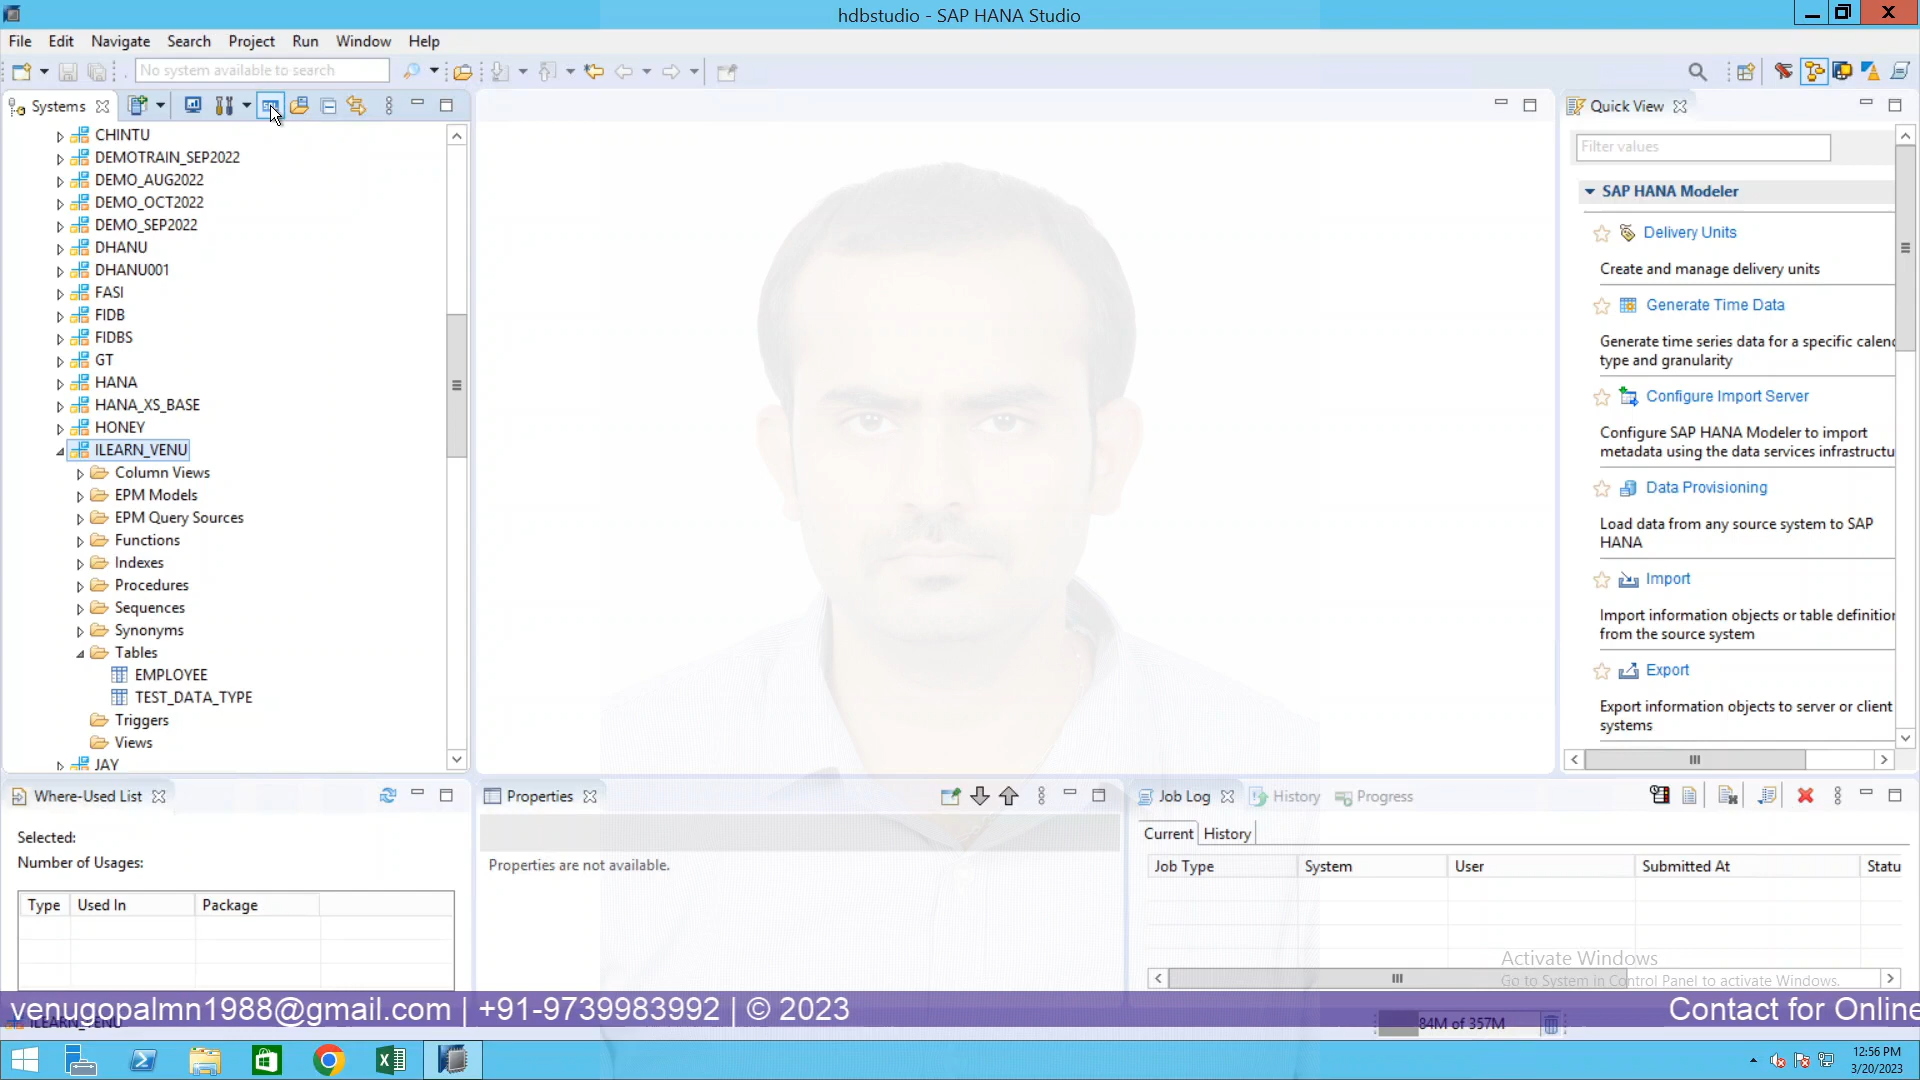 hdbstudio - SAP HANA Studio
File Edit Navigate Search Project Run Window Help
No system available to search
Systems
CHINTU
DEMOTRAIN_SEP2022
DEMO_AUG2022
DEMO_OCT2022
DEMO_SEP2022
DHANU
DHANU001
FASI
FIDB
FIDBS
GT
HANA
HANA_XS_BASE
HONEY
ILEARN_VENU
Column Views
EPM Models
EPM Query Sources
Functions
Indexes
Procedures
Sequences
Synonyms
Tables
EMPLOYEE
TEST_DATA_TYPE
Triggers
Views
JAY
Quick View
Filter values
SAP HANA Modeler
Delivery Units
Create and manage delivery units
Generate Time Data
Generate time series data for a specific calend
type and granularity
Configure Import Server
Configure SAP HANA Modeler to import
metadata using the data services infrastructu
Data Provisioning
Load data from any source system to SAP
HANA
Import
Import information objects or table definition
from the source system
Export
Export information objects to server or client
systems
Where-Used List
Selected:
Number of Usages:
Type Used In Package
Properties
Properties are not available.
Job Log History Progress
Current History
Job Type System User Submitted At Statu
Activate Windows
Go to System in Control Panel to activate Windows.
venugopalmn1988@gmail.com | +91-9739983992 | © 2023
Contact for Online
ILEARN_VENU
84M of 357M
12:56 PM
3/20/2023